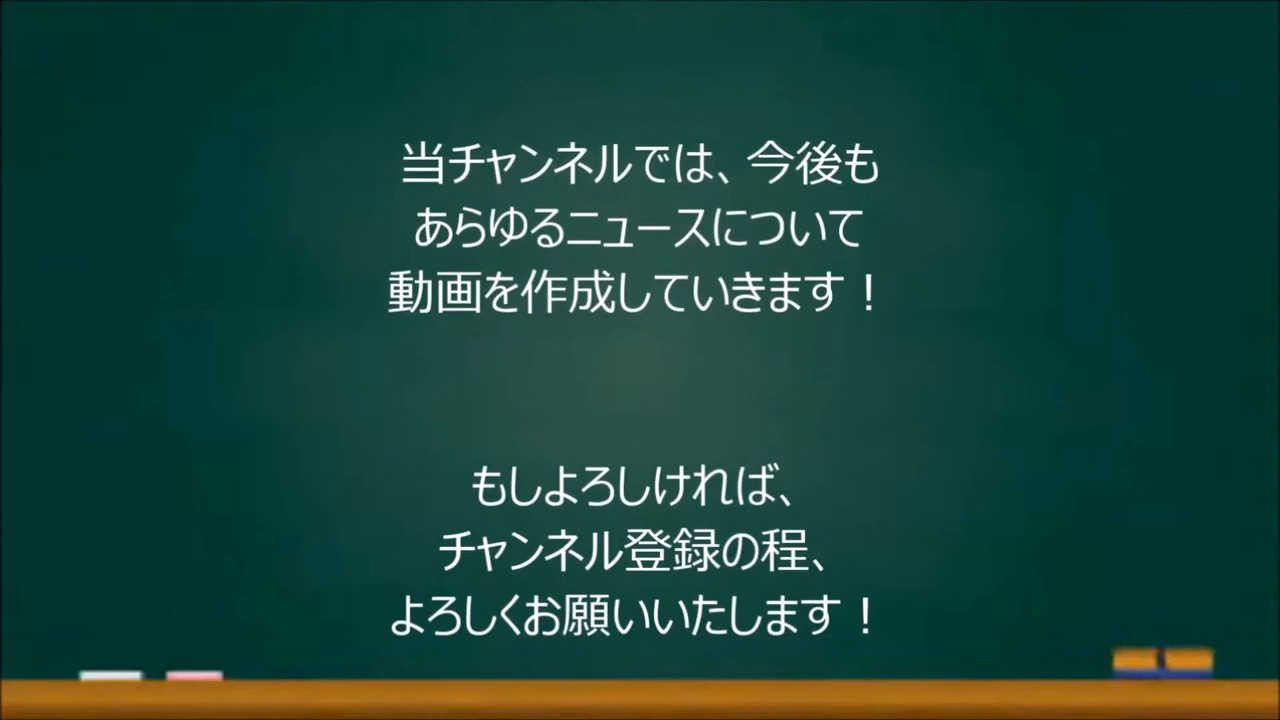 当チャンネルでは、今後も
あらゆるニュースについて
動画を作成していきます！
もしよろしければ、
チャンネル登録の程、
よろしくお願いいたします！